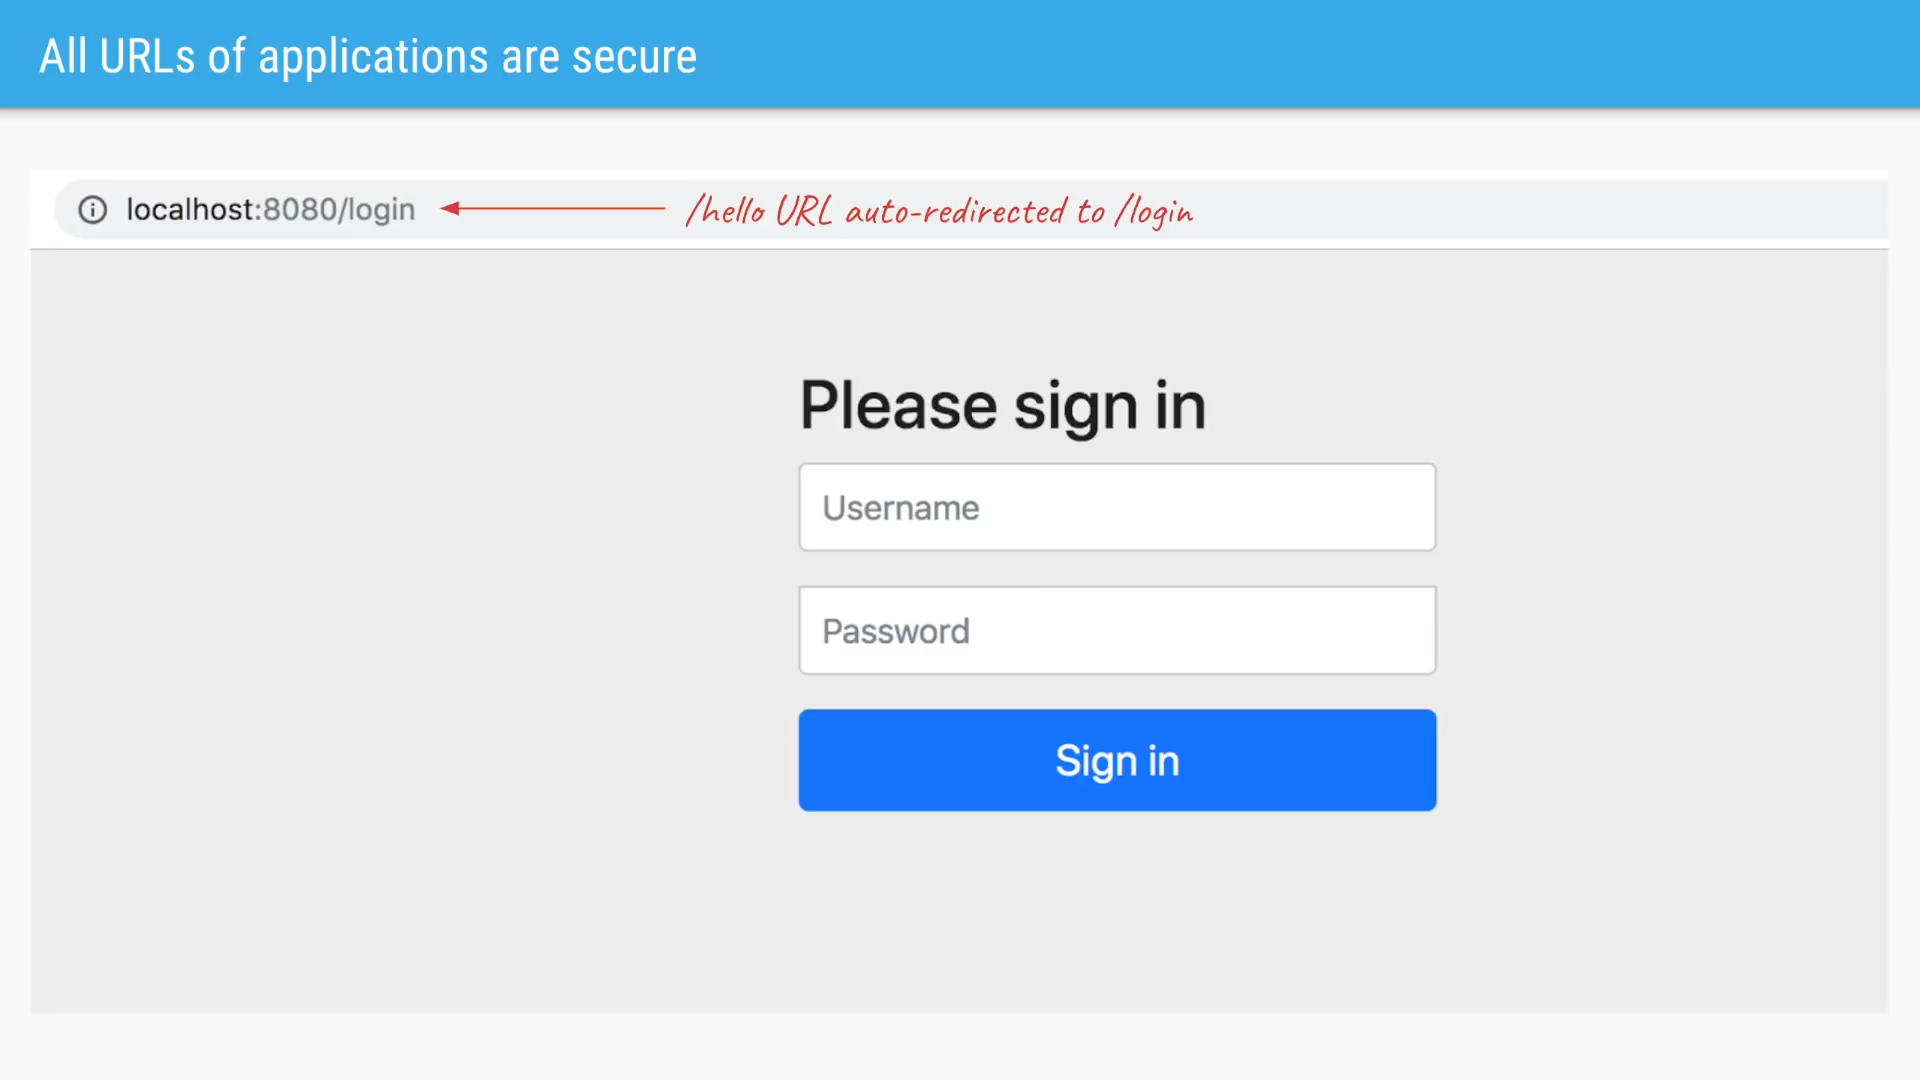 All URLs of applications are secure
localhost:8080/login
/hello URL auto-redirected to /login
Please sign in
Username
Password
Sign in